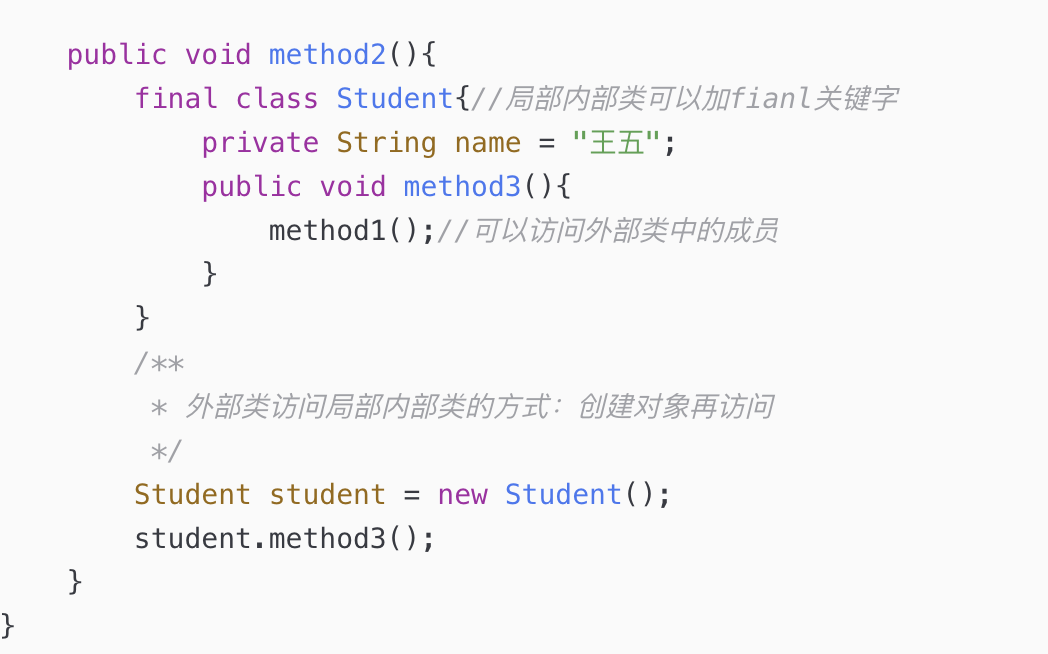 public void method2(){
final class Student{//局部内部类可以加fianl关键字
private String name = "王五";
public void method3(){
method1();//可以访问外部类中的成员
}
}
/**
* 外部类访问局部内部类的方式：创建对象再访问
*/
Student student = new Student();
student.method3();
}
}